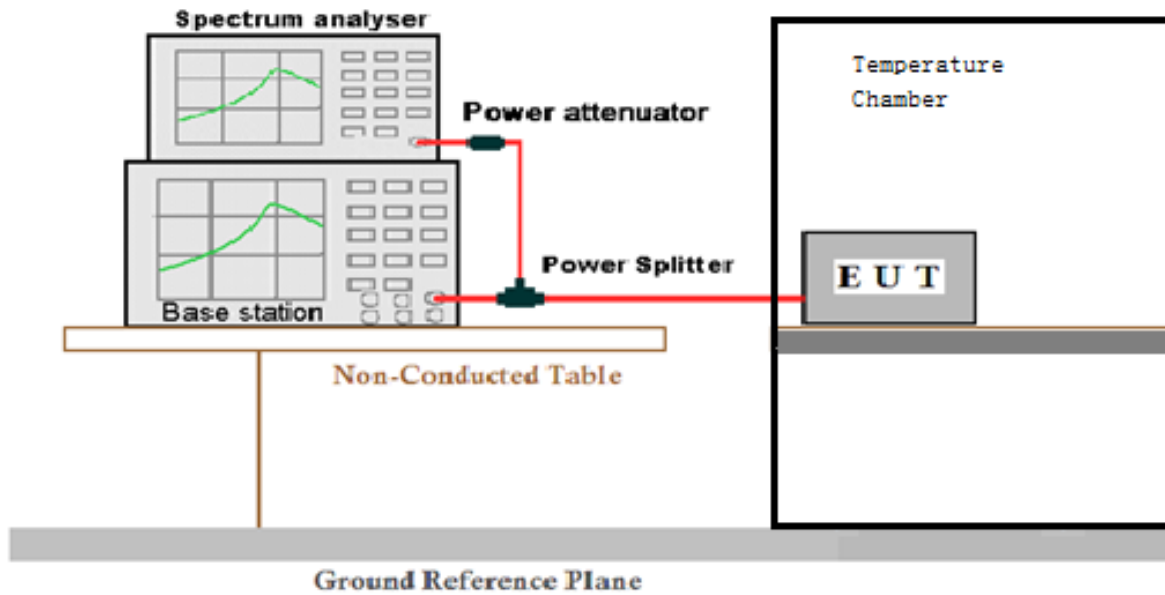 Spectrum analyser
Temperature
Chamber
Power attenuator
Power Splitter
E U T
Base station
Non-Conducted Table
Ground Reference Plane